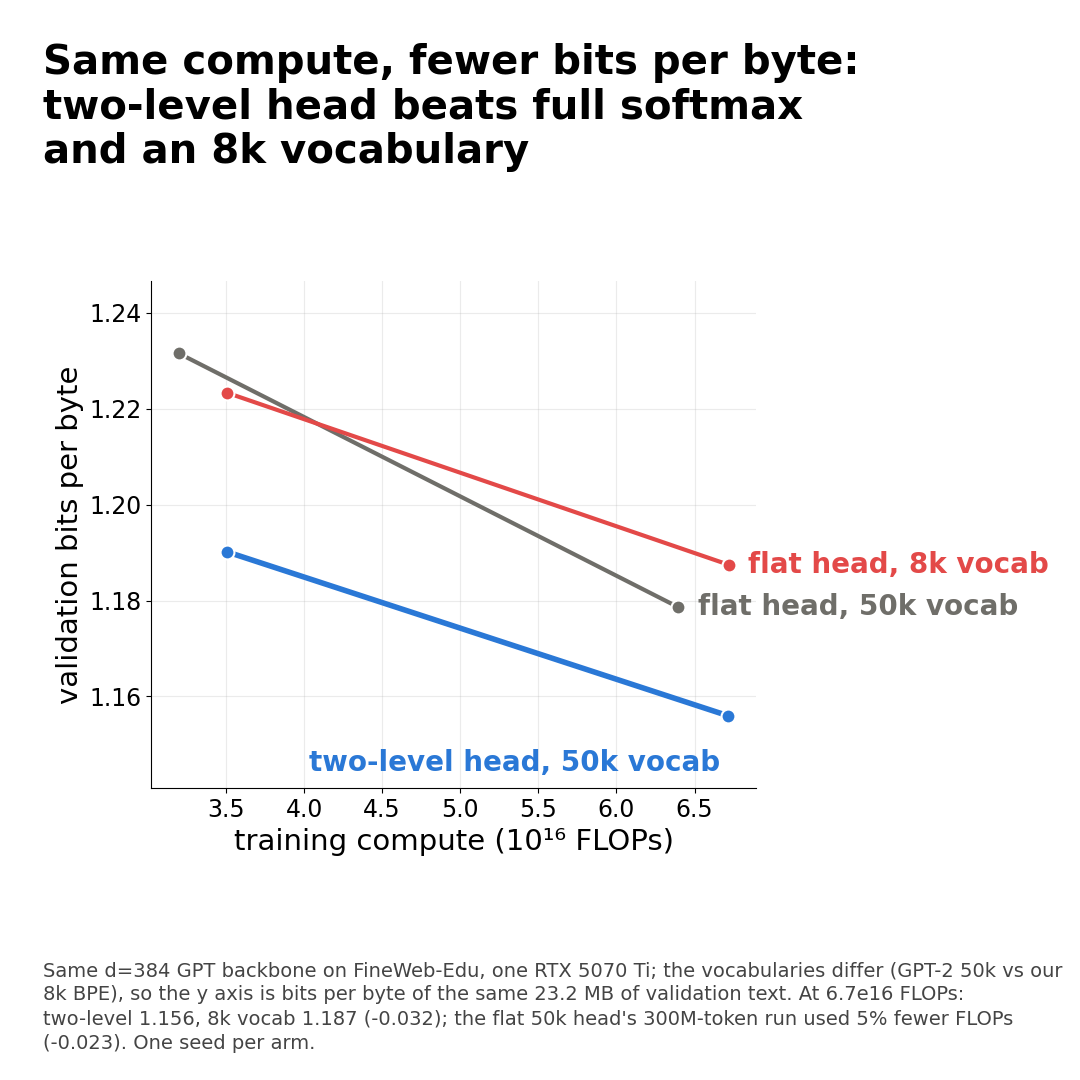 Same compute, fewer bits per byte:
two-level head beats full softmax
and an 8k vocabulary
1.24
1.22
1.20
1.18
1.16
validation bits per byte
flat head, 8k vocab
flat head, 50k vocab
two-level head, 50k vocab
3.5 4.0 4.5 5.0 5.5 6.0 6.5
training compute (10¹⁶ FLOPs)
Same d=384 GPT backbone on FineWeb-Edu, one RTX 5070 Ti; the vocabularies differ (GPT-2 50k vs our
8k BPE), so the y axis is bits per byte of the same 23.2 MB of validation text. At 6.7e16 FLOPs:
two-level 1.156, 8k vocab 1.187 (-0.032); the flat 50k head's 300M-token run used 5% fewer FLOPs
(-0.023). One seed per arm.